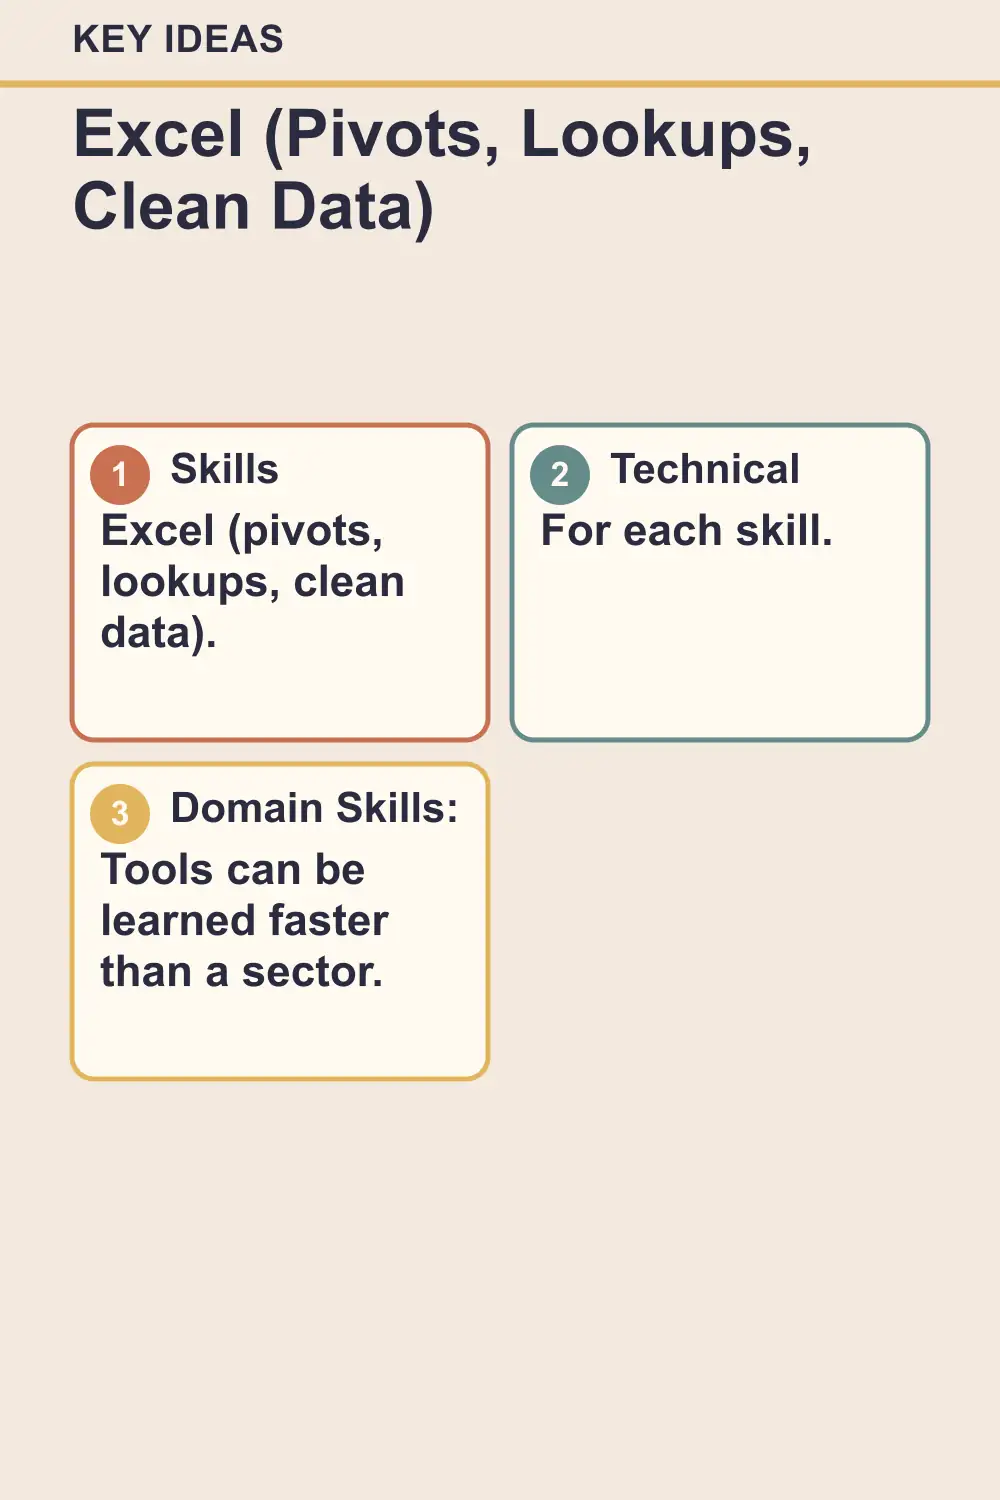 KEY IDEAS
Excel (Pivots, Lookups,
Clean Data)
1 Skills
Excel (pivots,
lookups, clean
data).
2 Technical
For each skill.
3 Domain Skills:
Tools can be
learned faster
than a sector.